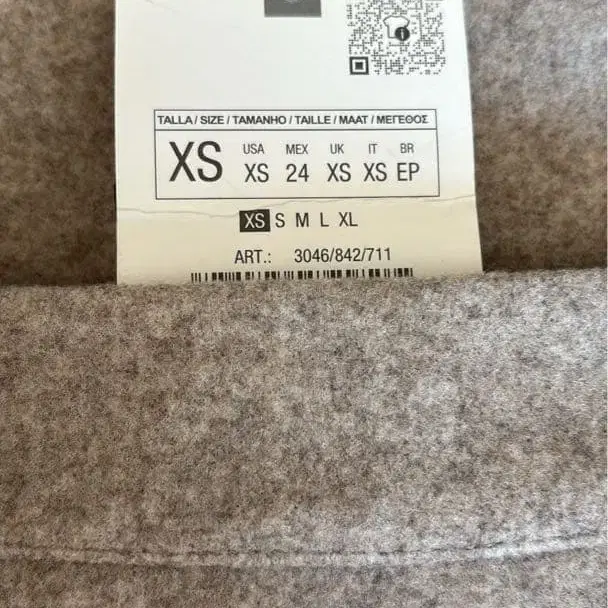 TALLA / SIZE / TAMANHO / TAILLE / MAAT / ΜΕΓΕΘΟΣ
XS
USA MEX UK IT BR
XS 24 XS XS EP
XS S M L XL
ART.: 3046/842/711